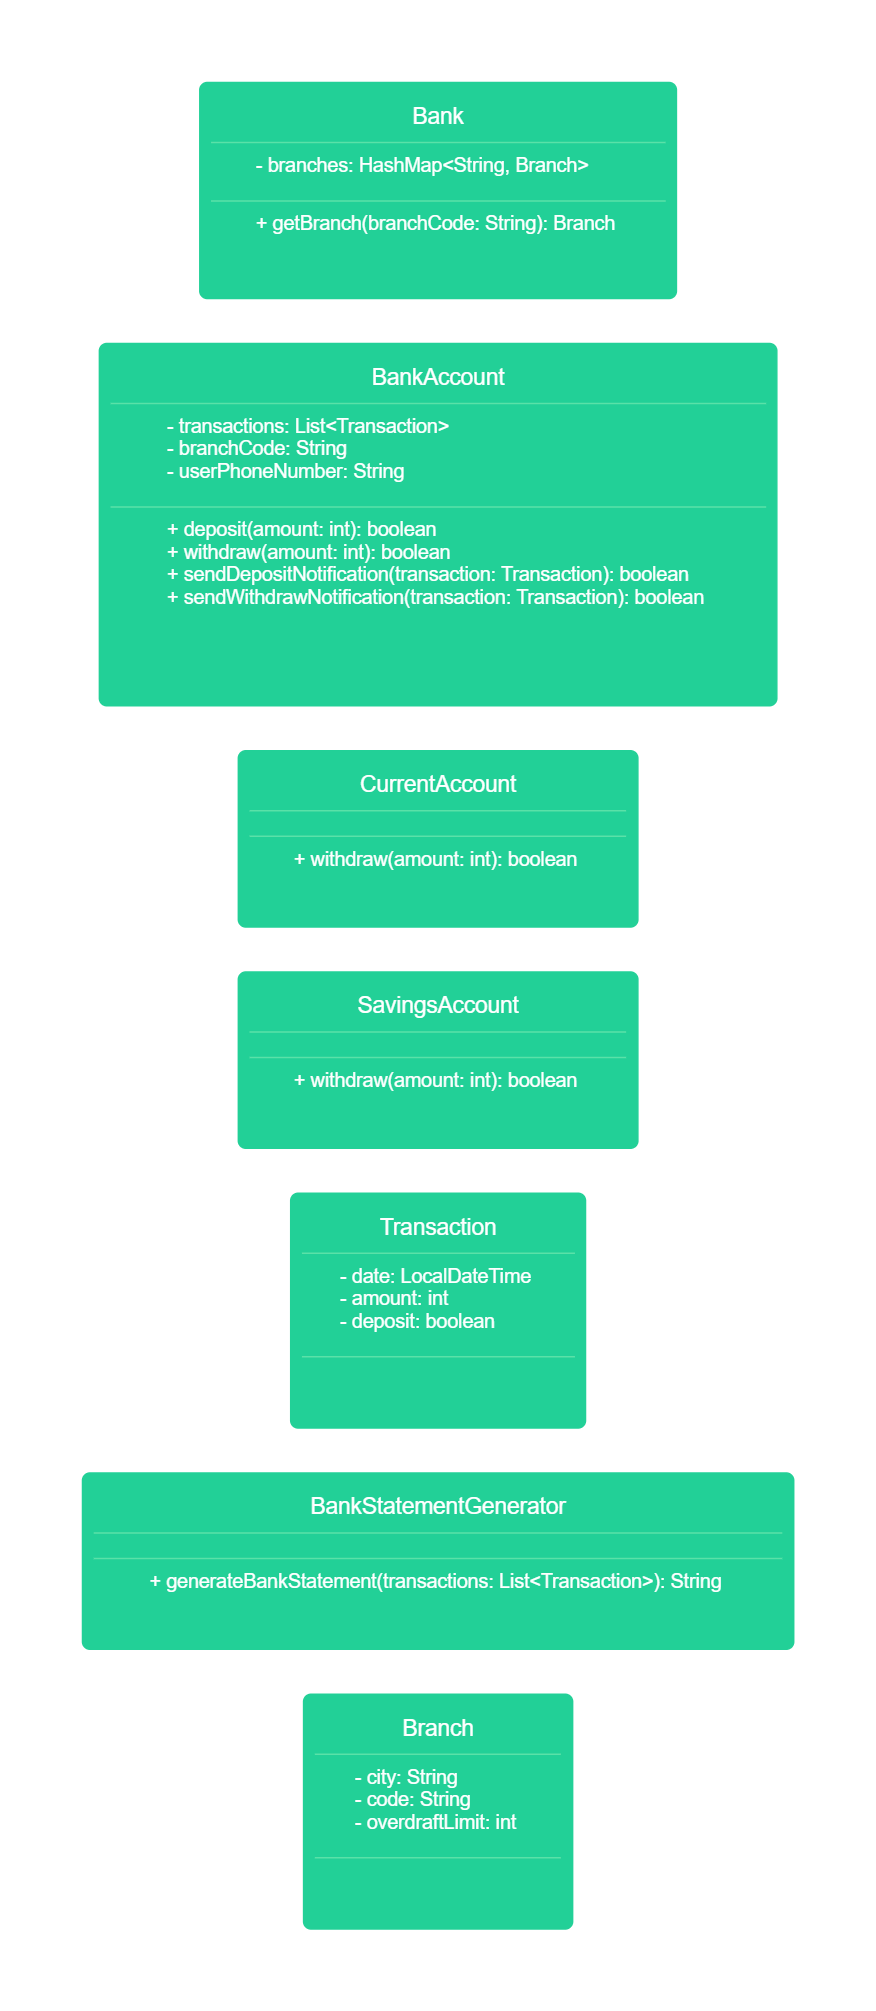 Bank
- branches: HashMap<String, Branch>
+ getBranch(branchCode: String): Branch
BankAccount
- transactions: List<Transaction>
- branchCode: String
- userPhoneNumber: String
+ deposit(amount: int): boolean
+ withdraw(amount: int): boolean
+ sendDepositNotification(transaction: Transaction): boolean
+ sendWithdrawNotification(transaction: Transaction): boolean
CurrentAccount
+ withdraw(amount: int): boolean
SavingsAccount
+ withdraw(amount: int): boolean
Transaction
- date: LocalDateTime
- amount: int
- deposit: boolean
BankStatementGenerator
+ generateBankStatement(transactions: List<Transaction>): String
Branch
- city: String
- code: String
- overdraftLimit: int